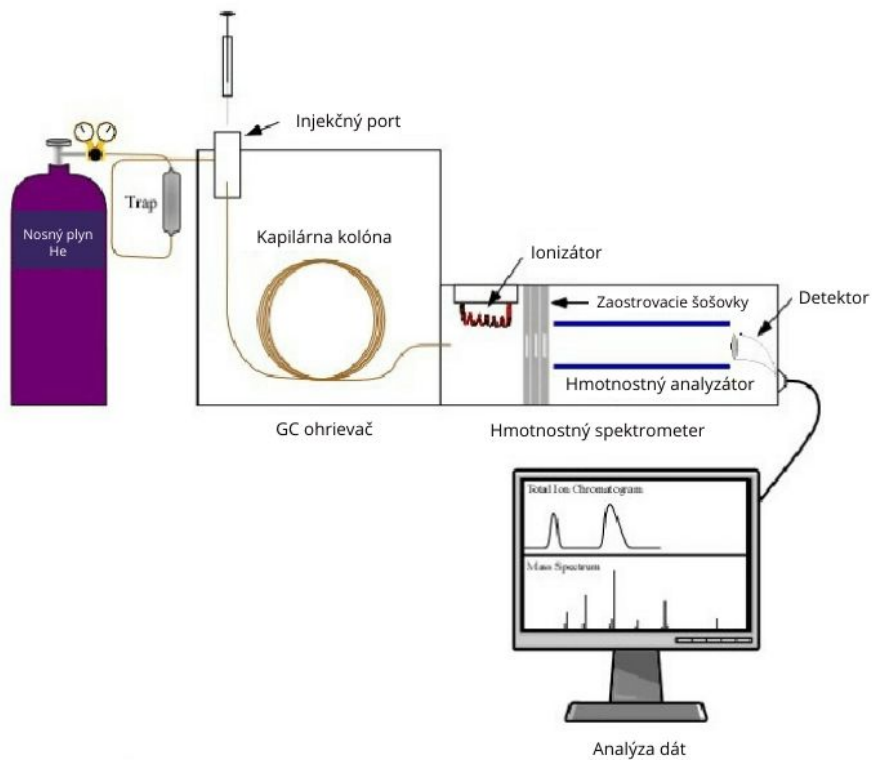 Injekčný port
Trap
Nosný plyn
He
Kapilárna kolóna
Ionizátor
Zaostrovacie šošovky
Detektor
Hmotnostný analyzátor
GC ohrievač
Hmotnostný spektrometer
Total Ion Chromatogram
Mass Spectrum
Analýza dát